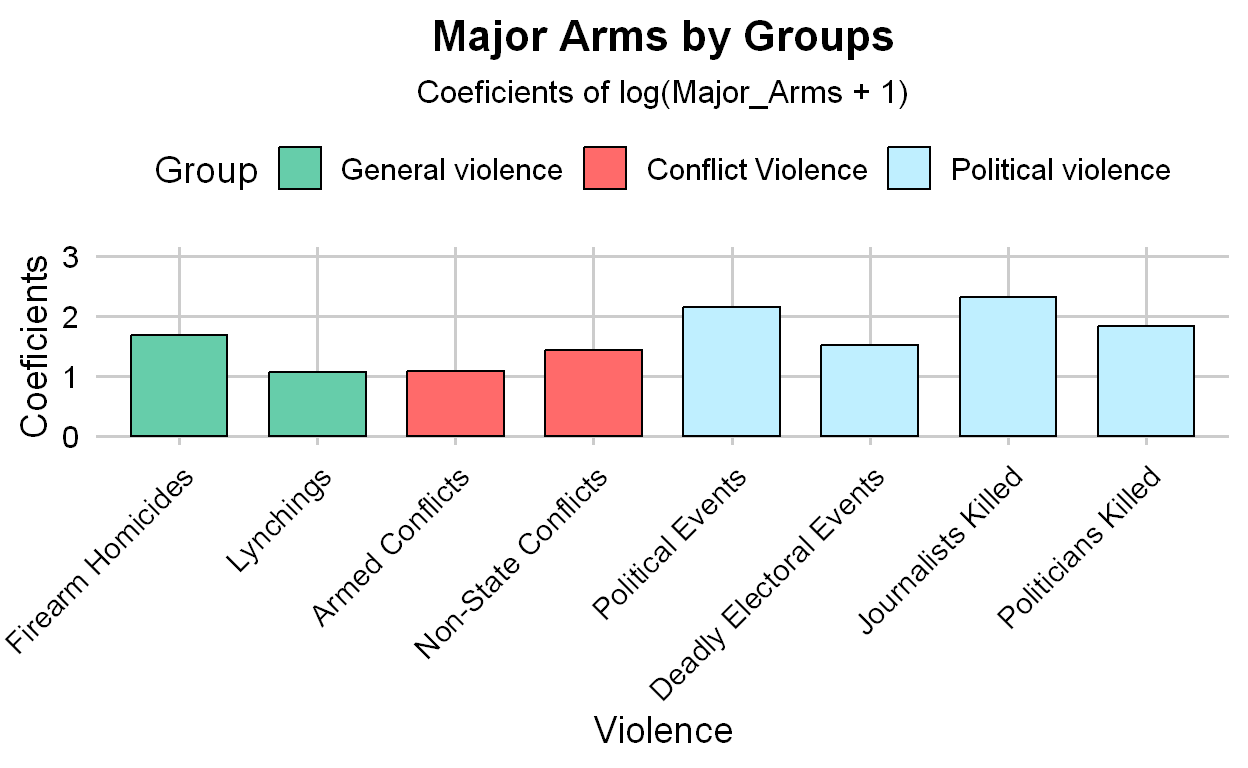 Major Arms by Groups
Coeficients of log(Major_Arms + 1)
Group General violence Conflict Violence Political violence
Coeficients
3
2
1
0
Firearm Homicides
Lynchings
Armed Conflicts
Non-State Conflicts
Political Events
Deadly Electoral Events
Journalists Killed
Politicians Killed
Violence